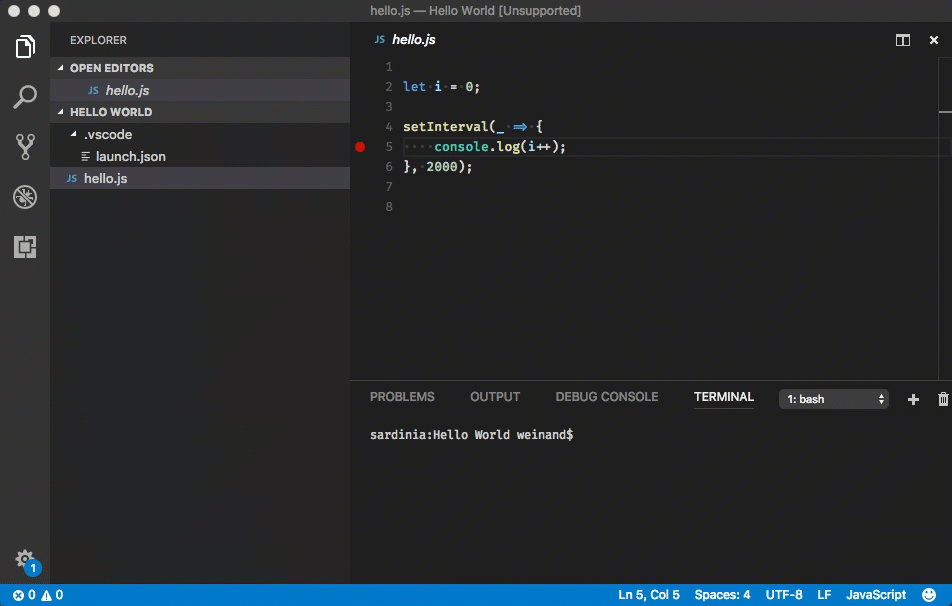 hello.js — Hello World [Unsupported]
EXPLORER
OPEN EDITORS
JS hello.js
HELLO WORLD
.vscode
launch.json
JS hello.js
1
JS hello.js
1
2 let i = 0;
3
4 setInterval(_ => {
5 ····console.log(i++);
6 }, 2000);
7
8
PROBLEMS OUTPUT DEBUG CONSOLE TERMINAL 1: bash
sardinia:Hello World weinand$
0 0 Ln 5, Col 5 Spaces: 4 UTF-8 LF JavaScript